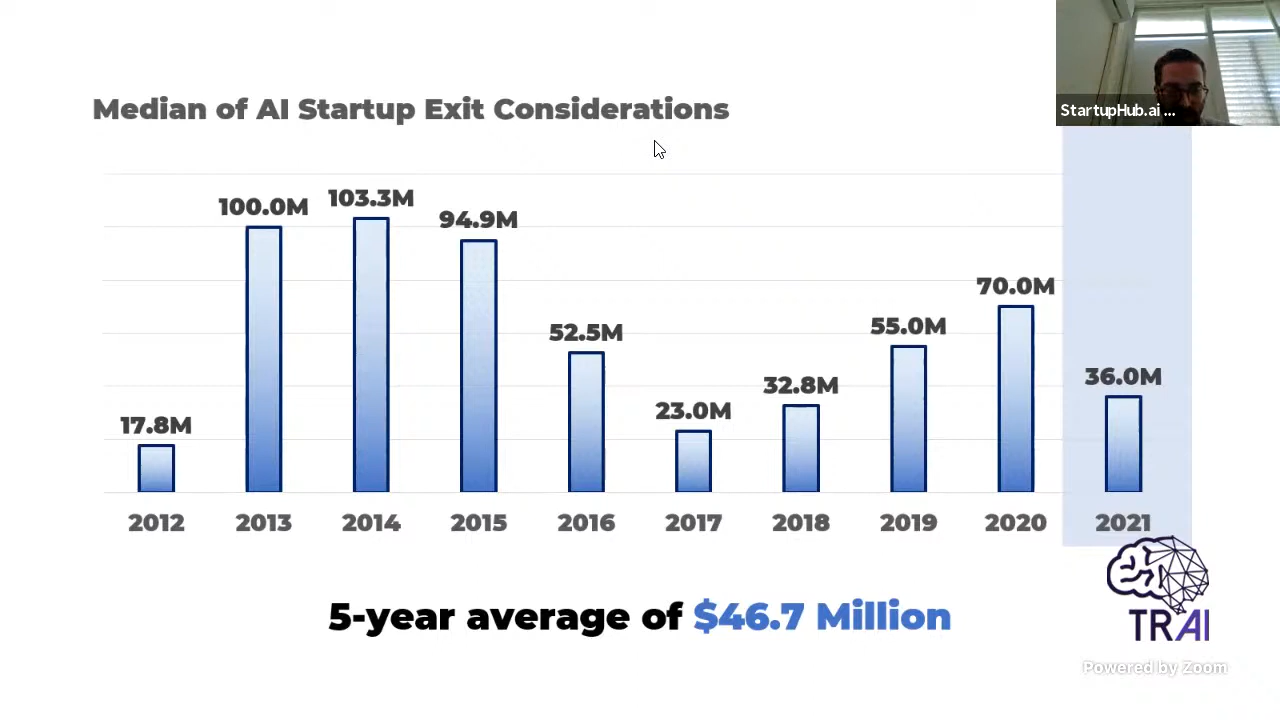 StartupHub.ai ...
Median of AI Startup Exit Considerations
17.8M
100.0M
103.3M
94.9M
52.5M
23.0M
32.8M
55.0M
70.0M
36.0M
2012 2013 2014 2015 2016 2017 2018 2019 2020 2021
5-year average of $46.7 Million
TRAI
Powered by Zoom